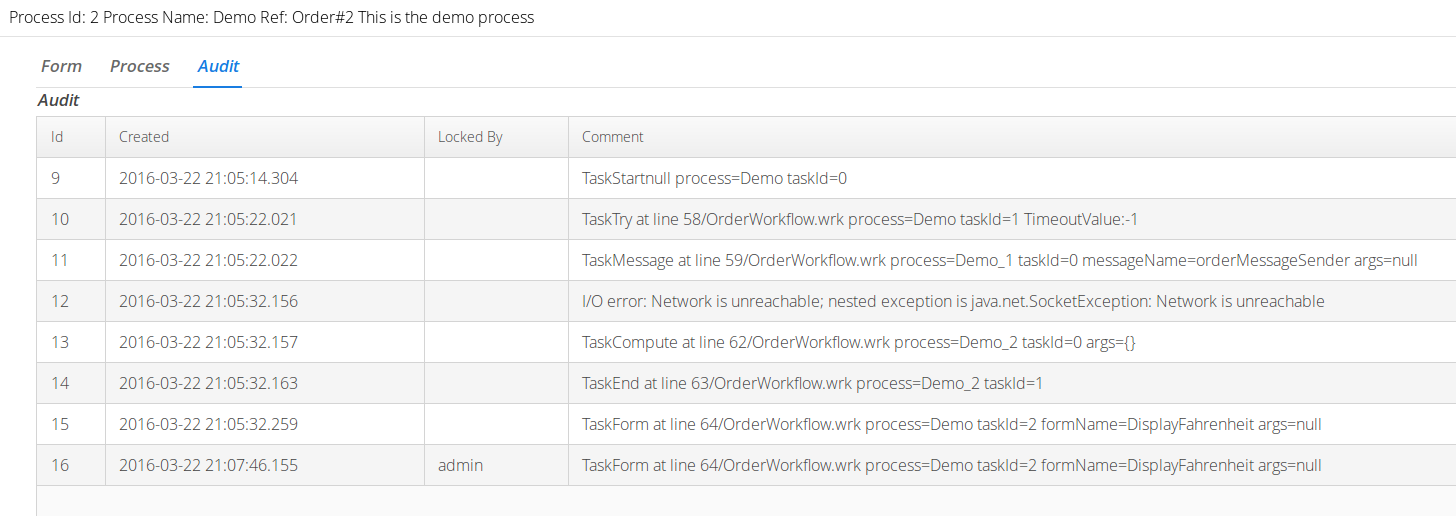 Process Id: 2 Process Name: Demo Ref: Order#2 This is the demo process
Form Process Audit
Audit
Id Created Locked By Comment
9 2016-03-22 21:05:14.304 TaskStartnull process=Demo taskId=0
10 2016-03-22 21:05:22.021 TaskTry at line 58/OrderWorkflow.wrk process=Demo taskId=1 TimeoutValue:-1
11 2016-03-22 21:05:22.022 TaskMessage at line 59/OrderWorkflow.wrk process=Demo_1 taskId=0 messageName=orderMessageSender args=null
12 2016-03-22 21:05:32.156 I/O error: Network is unreachable; nested exception is java.net.SocketException: Network is unreachable
13 2016-03-22 21:05:32.157 TaskCompute at line 62/OrderWorkflow.wrk process=Demo_2 taskId=0 args={}
14 2016-03-22 21:05:32.163 TaskEnd at line 63/OrderWorkflow.wrk process=Demo_2 taskId=1
15 2016-03-22 21:05:32.259 TaskForm at line 64/OrderWorkflow.wrk process=Demo taskId=2 formName=DisplayFahrenheit args=null
16 2016-03-22 21:07:46.155 admin TaskForm at line 64/OrderWorkflow.wrk process=Demo taskId=2 formName=DisplayFahrenheit args=null